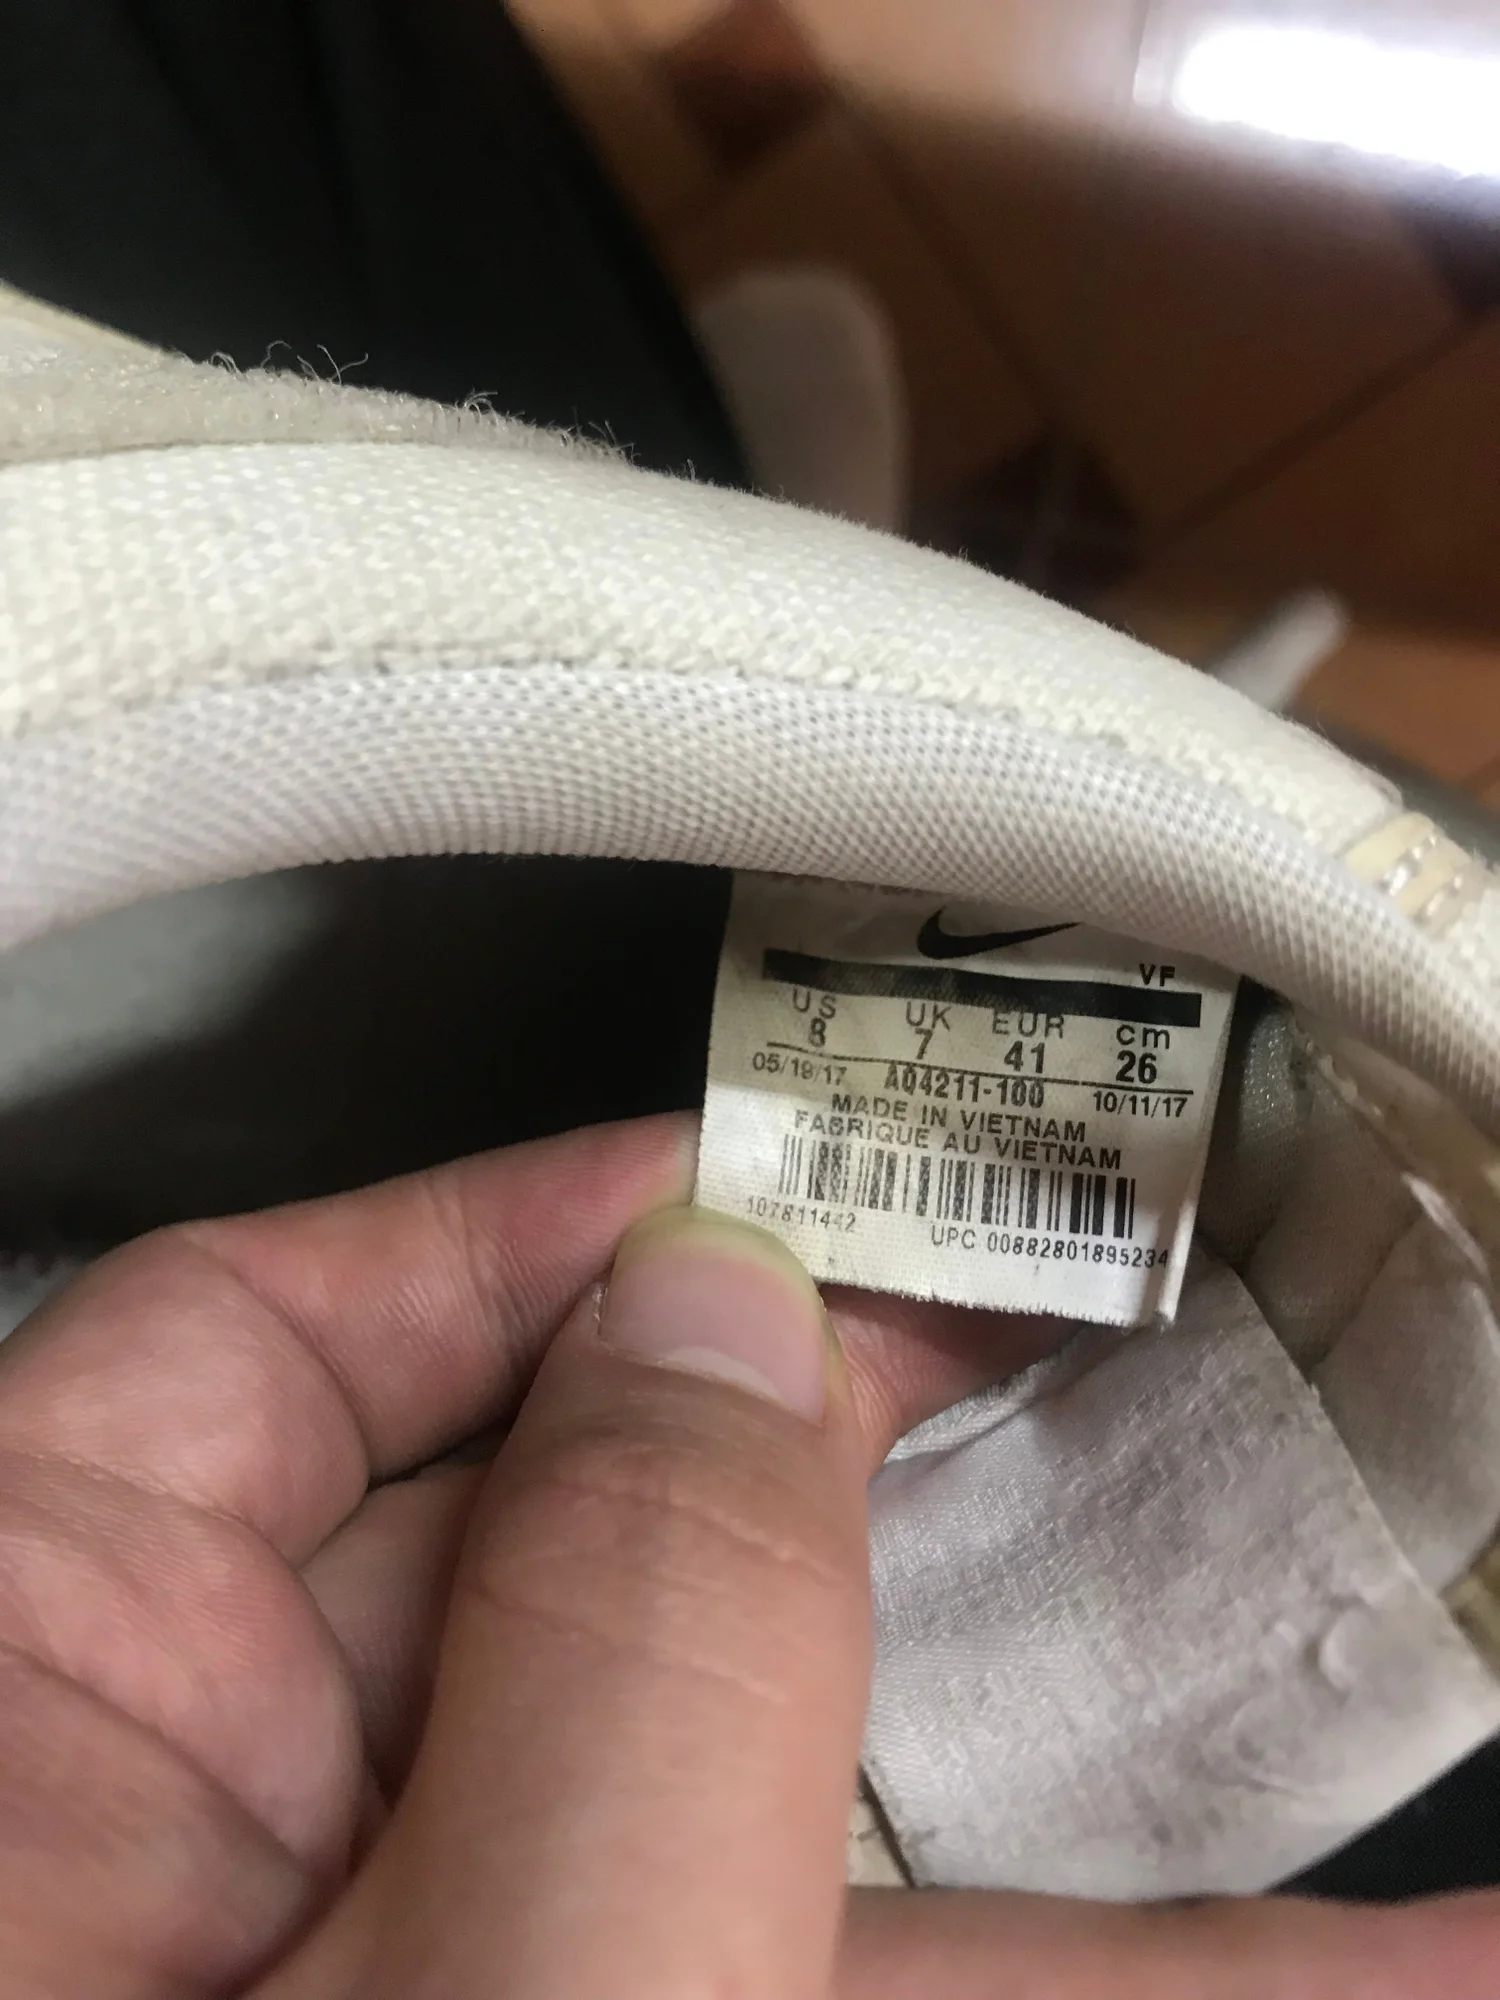 VF
US UK EUR cm
8 7 41 26
05/19/17 AQ4211-100 10/11/17
MADE IN VIETNAM
FABRIQUE AU VIETNAM
107811442 UPC 00882801895234